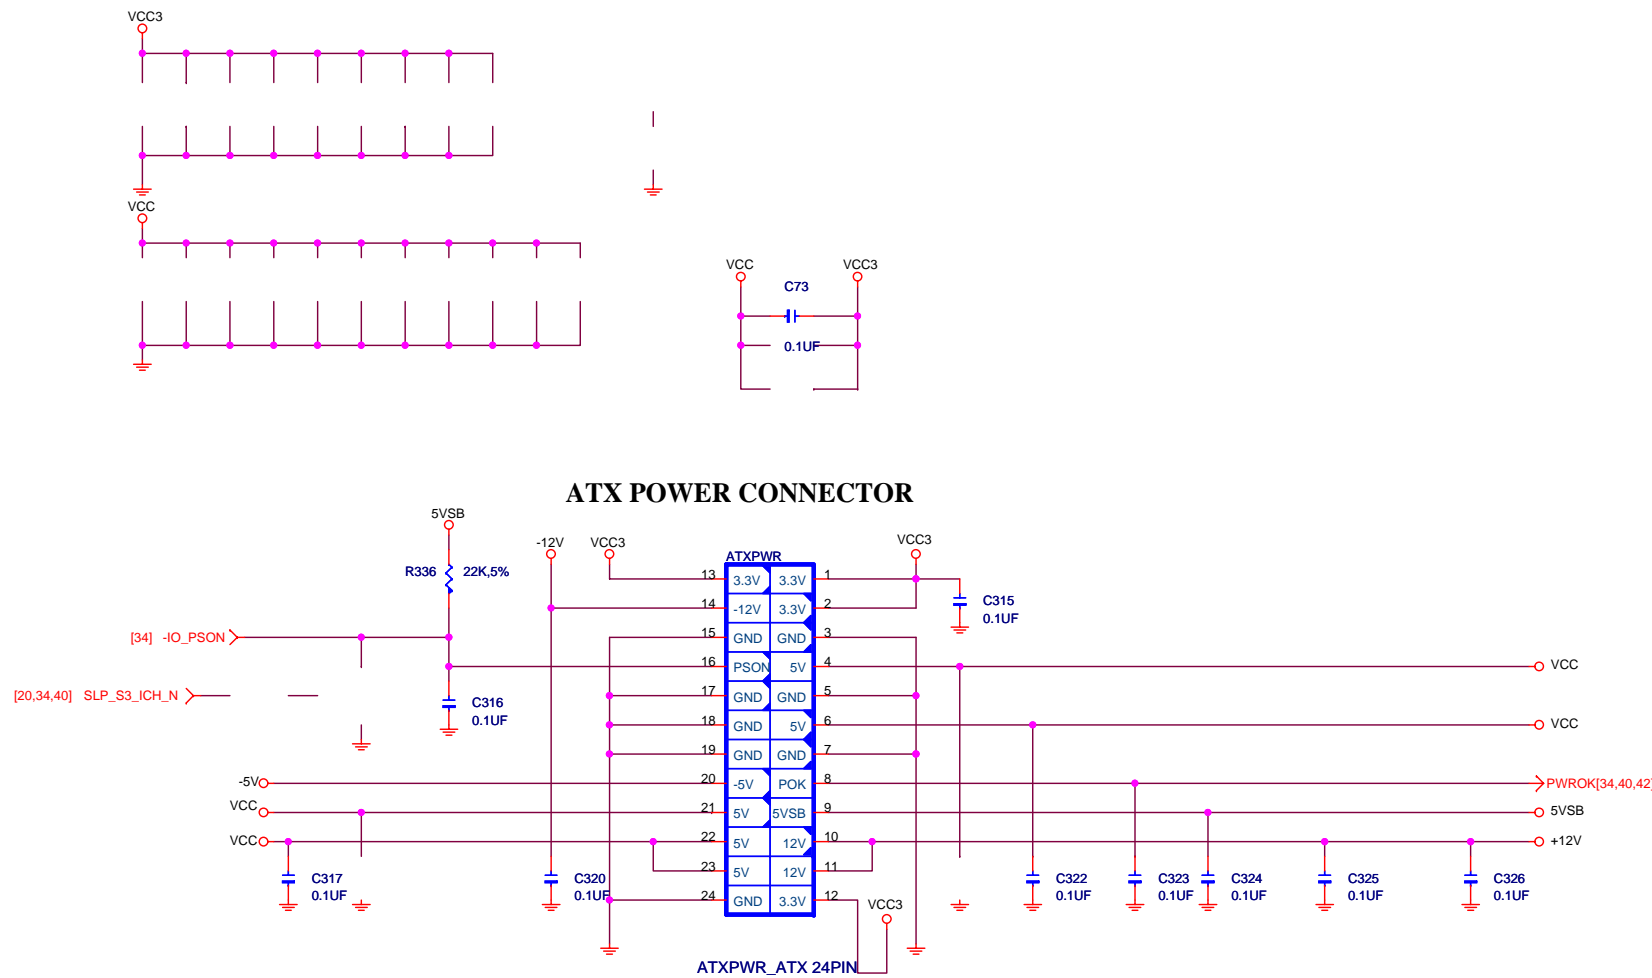 VCC3
VCC
VCC VCC3
C73
0.1UF
ATX POWER CONNECTOR
5VSB
-12V VCC3 VCC3
ATXPWR
R336 22K,5%
13 3.3V 3.3V 1
14 -12V 3.3V 2
C315
0.1UF
[34] -IO_PSON 15 GND GND 3
16 PSON 5V 4 VCC
[20,34,40] SLP_S3_ICH_N 17 GND GND 5
C316
0.1UF
18 GND 5V 6 VCC
19 GND GND 7
-5V 20 -5V POK 8 PWROK[34,40,42]
VCC 21 5V 5VSB 9 5VSB
VCC 22 5V 12V 10 +12V
23 5V 12V 11
C317 C320 C322 C323 C324 C325 C326
0.1UF 0.1UF 0.1UF 0.1UF 0.1UF 0.1UF 0.1UF
24 GND 3.3V 12
VCC3
ATXPWR_ATX 24PIN